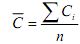 C̅ = ∑ Cᵢ / n